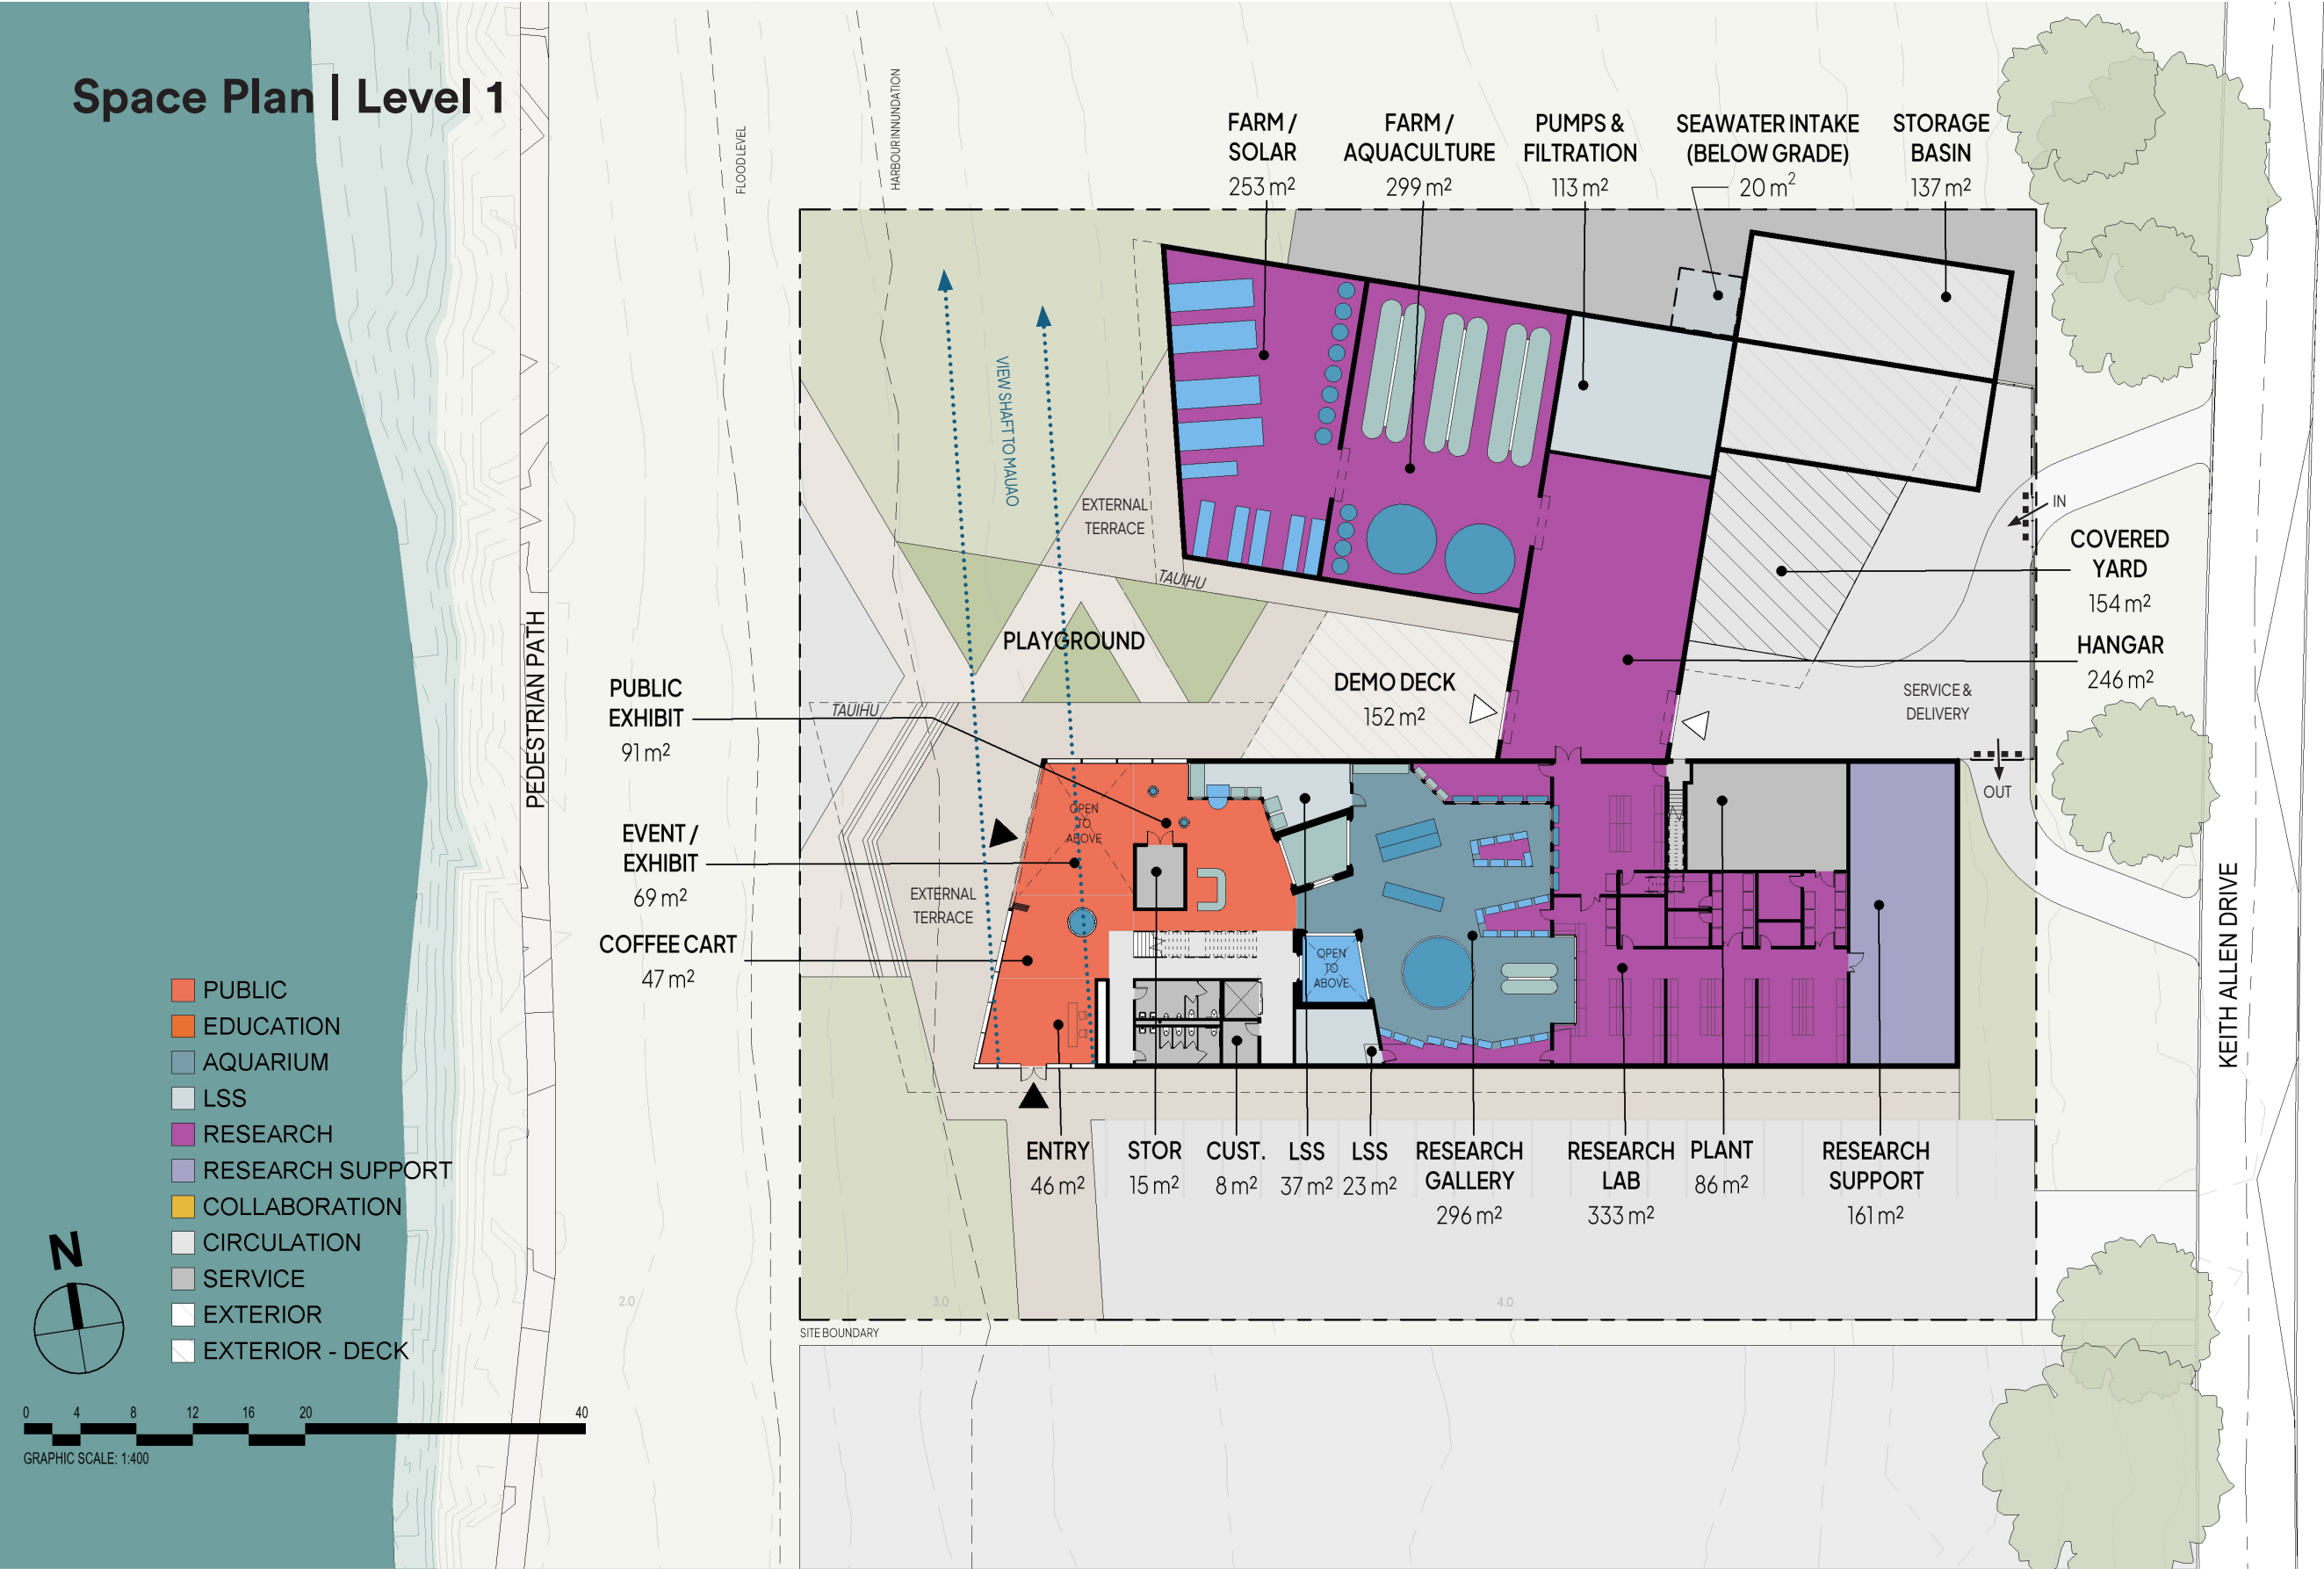 Space Plan | Level 1
FLOOD LEVEL
HARBOUR INNUNDATION
FARM /
SOLAR
253 m²
FARM /
AQUACULTURE
299 m²
PUMPS &
FILTRATION
113 m²
SEAWATER INTAKE
(BELOW GRADE)
20 m²
STORAGE
BASIN
137 m²
VIEW SHAFT TO MAUAO
EXTERNAL
TERRACE
TAUIHU
IN
COVERED
YARD
154 m²
HANGAR
246 m²
PLAYGROUND
DEMO DECK
152 m²
SERVICE &
DELIVERY
OUT
PEDESTRIAN PATH
PUBLIC
EXHIBIT
91 m²
TAUIHU
OPEN
TO
ABOVE
EVENT /
EXHIBIT
69 m²
EXTERNAL
TERRACE
COFFEE CART
47 m²
OPEN
TO
ABOVE
KEITH ALLEN DRIVE
ENTRY
46 m²
STOR
15 m²
CUST.
8 m²
LSS
37 m²
LSS
23 m²
RESEARCH
GALLERY
296 m²
RESEARCH
LAB
333 m²
PLANT
86 m²
RESEARCH
SUPPORT
161 m²
PUBLIC
EDUCATION
AQUARIUM
LSS
RESEARCH
RESEARCH SUPPORT
COLLABORATION
CIRCULATION
SERVICE
EXTERIOR
EXTERIOR - DECK
2.0
3.0
4.0
SITE BOUNDARY
N
0 4 8 12 16 20 40
GRAPHIC SCALE: 1:400